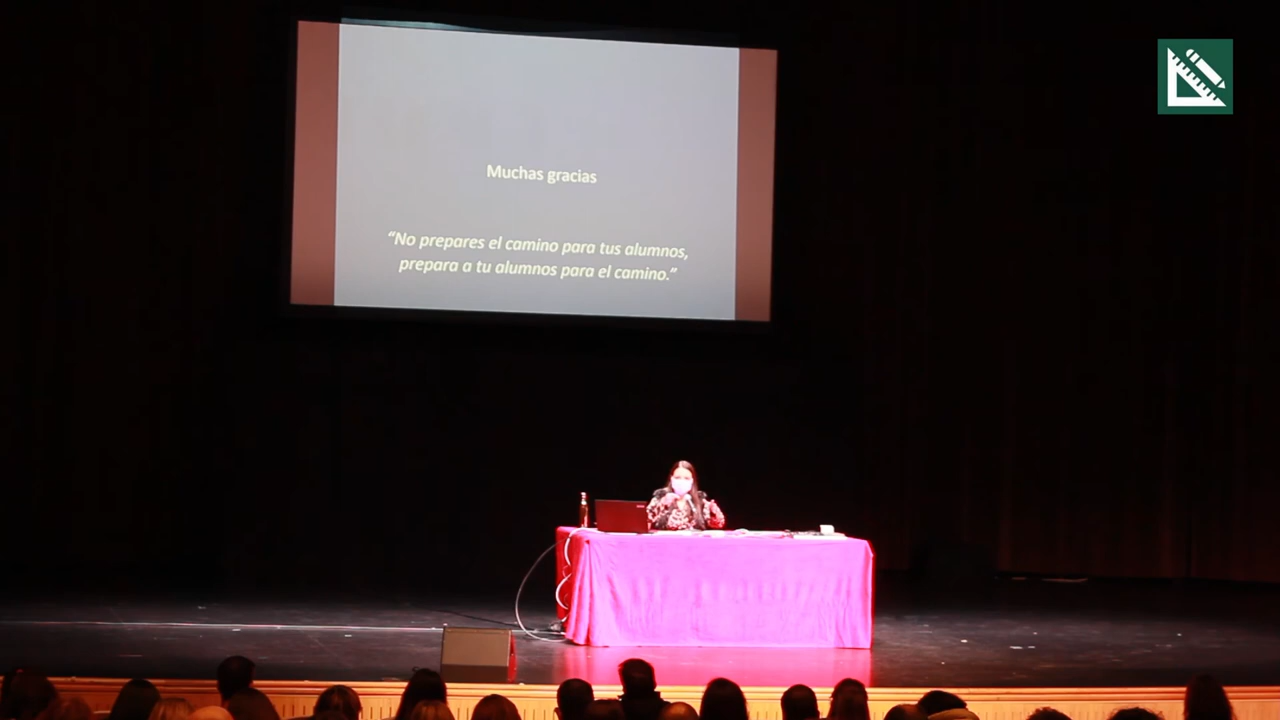 Muchas gracias
“No prepares el camino para tus alumnos,
prepara a tu alumnos para el camino.”